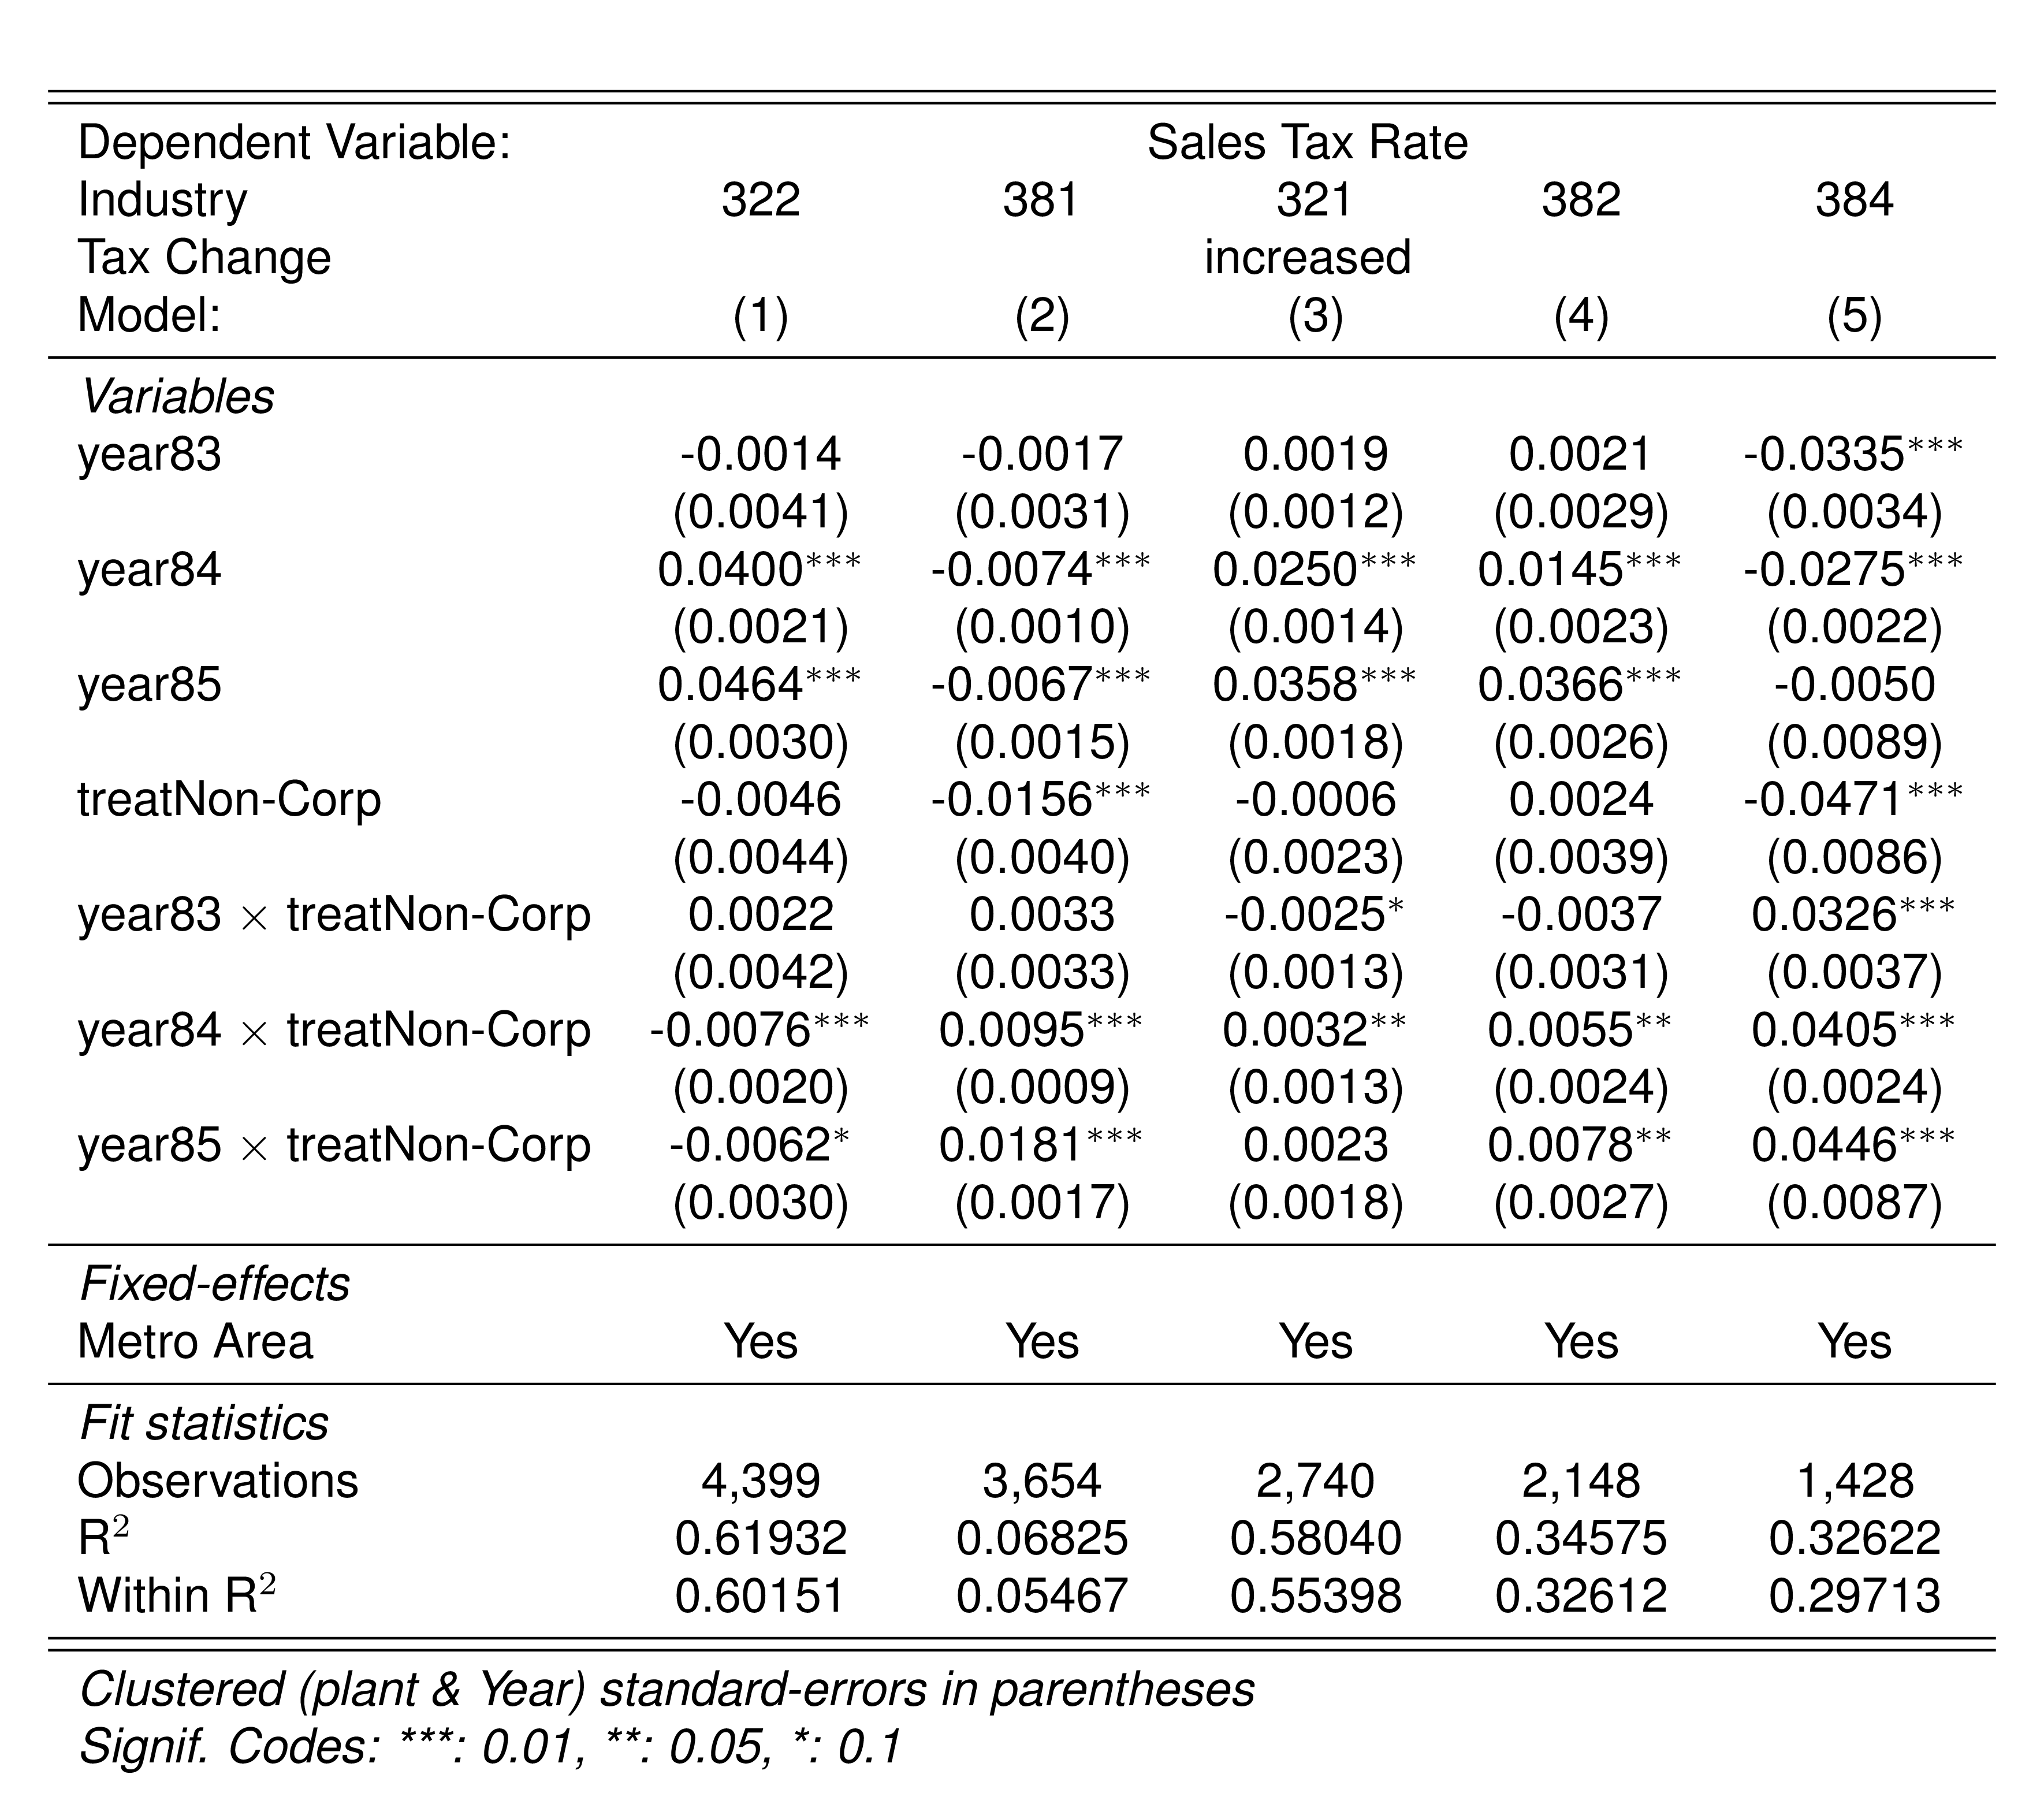 Dependent Variable: Sales Tax Rate
Industry 322 381 321 382 384
Tax Change increased
Model: (1) (2) (3) (4) (5)
Variables
year83 -0.0014 -0.0017 0.0019 0.0021 -0.0335***
(0.0041) (0.0031) (0.0012) (0.0029) (0.0034)
year84 0.0400*** -0.0074*** 0.0250*** 0.0145*** -0.0275***
(0.0021) (0.0010) (0.0014) (0.0023) (0.0022)
year85 0.0464*** -0.0067*** 0.0358*** 0.0366*** -0.0050
(0.0030) (0.0015) (0.0018) (0.0026) (0.0089)
treatNon-Corp -0.0046 -0.0156*** -0.0006 0.0024 -0.0471***
(0.0044) (0.0040) (0.0023) (0.0039) (0.0086)
year83 × treatNon-Corp 0.0022 0.0033 -0.0025* -0.0037 0.0326***
(0.0042) (0.0033) (0.0013) (0.0031) (0.0037)
year84 × treatNon-Corp -0.0076*** 0.0095*** 0.0032** 0.0055** 0.0405***
(0.0020) (0.0009) (0.0013) (0.0024) (0.0024)
year85 × treatNon-Corp -0.0062* 0.0181*** 0.0023 0.0078** 0.0446***
(0.0030) (0.0017) (0.0018) (0.0027) (0.0087)
Fixed-effects
Metro Area Yes Yes Yes Yes Yes
Fit statistics
Observations 4,399 3,654 2,740 2,148 1,428
R² 0.61932 0.06825 0.58040 0.34575 0.32622
Within R² 0.60151 0.05467 0.55398 0.32612 0.29713
Clustered (plant & Year) standard-errors in parentheses
Signif. Codes: ***: 0.01, **: 0.05, *: 0.1